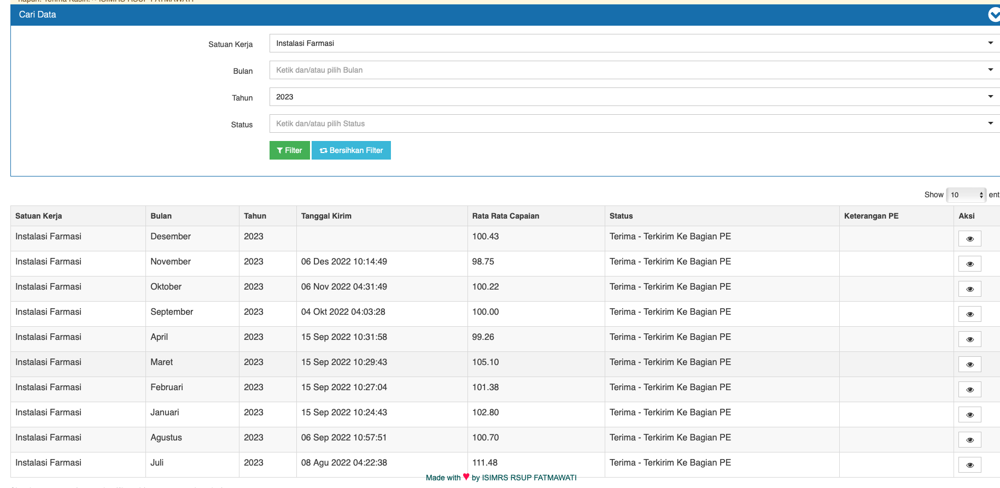 Cari Data
Satuan Kerja Instalasi Farmasi
Bulan Ketik dan/atau pilih Bulan
Tahun 2023
Status Ketik dan/atau pilih Status
Filter Bersihkan Filter
Show 10 ent
Satuan Kerja Bulan Tahun Tanggal Kirim Rata Rata Capaian Status Keterangan PE Aksi
Instalasi Farmasi Desember 2023 100.43 Terima - Terkirim Ke Bagian PE
Instalasi Farmasi November 2023 06 Des 2022 10:14:49 98.75 Terima - Terkirim Ke Bagian PE
Instalasi Farmasi Oktober 2023 06 Nov 2022 04:31:49 100.22 Terima - Terkirim Ke Bagian PE
Instalasi Farmasi September 2023 04 Okt 2022 04:03:28 100.00 Terima - Terkirim Ke Bagian PE
Instalasi Farmasi April 2023 15 Sep 2022 10:31:58 99.26 Terima - Terkirim Ke Bagian PE
Instalasi Farmasi Maret 2023 15 Sep 2022 10:29:43 105.10 Terima - Terkirim Ke Bagian PE
Instalasi Farmasi Februari 2023 15 Sep 2022 10:27:04 101.38 Terima - Terkirim Ke Bagian PE
Instalasi Farmasi Januari 2023 15 Sep 2022 10:24:43 102.80 Terima - Terkirim Ke Bagian PE
Instalasi Farmasi Agustus 2023 06 Sep 2022 10:57:51 100.70 Terima - Terkirim Ke Bagian PE
Instalasi Farmasi Juli 2023 08 Agu 2022 04:22:38 111.48 Terima - Terkirim Ke Bagian PE
Made with ♥ by ISIMRS RSUP FATMAWATI